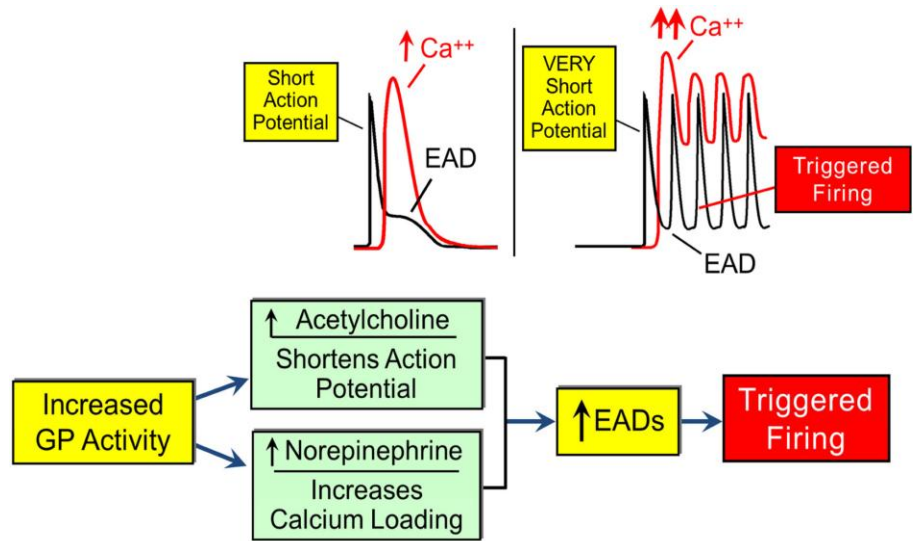 Short
Action
Potential
↑ Ca⁺⁺
EAD
VERY
Short
Action
Potential
↑↑ Ca⁺⁺
Triggered
Firing
EAD
Increased
GP Activity
↑ Acetylcholine
Shortens Action
Potential
↑ Norepinephrine
Increases
Calcium Loading
↑EADs
Triggered
Firing